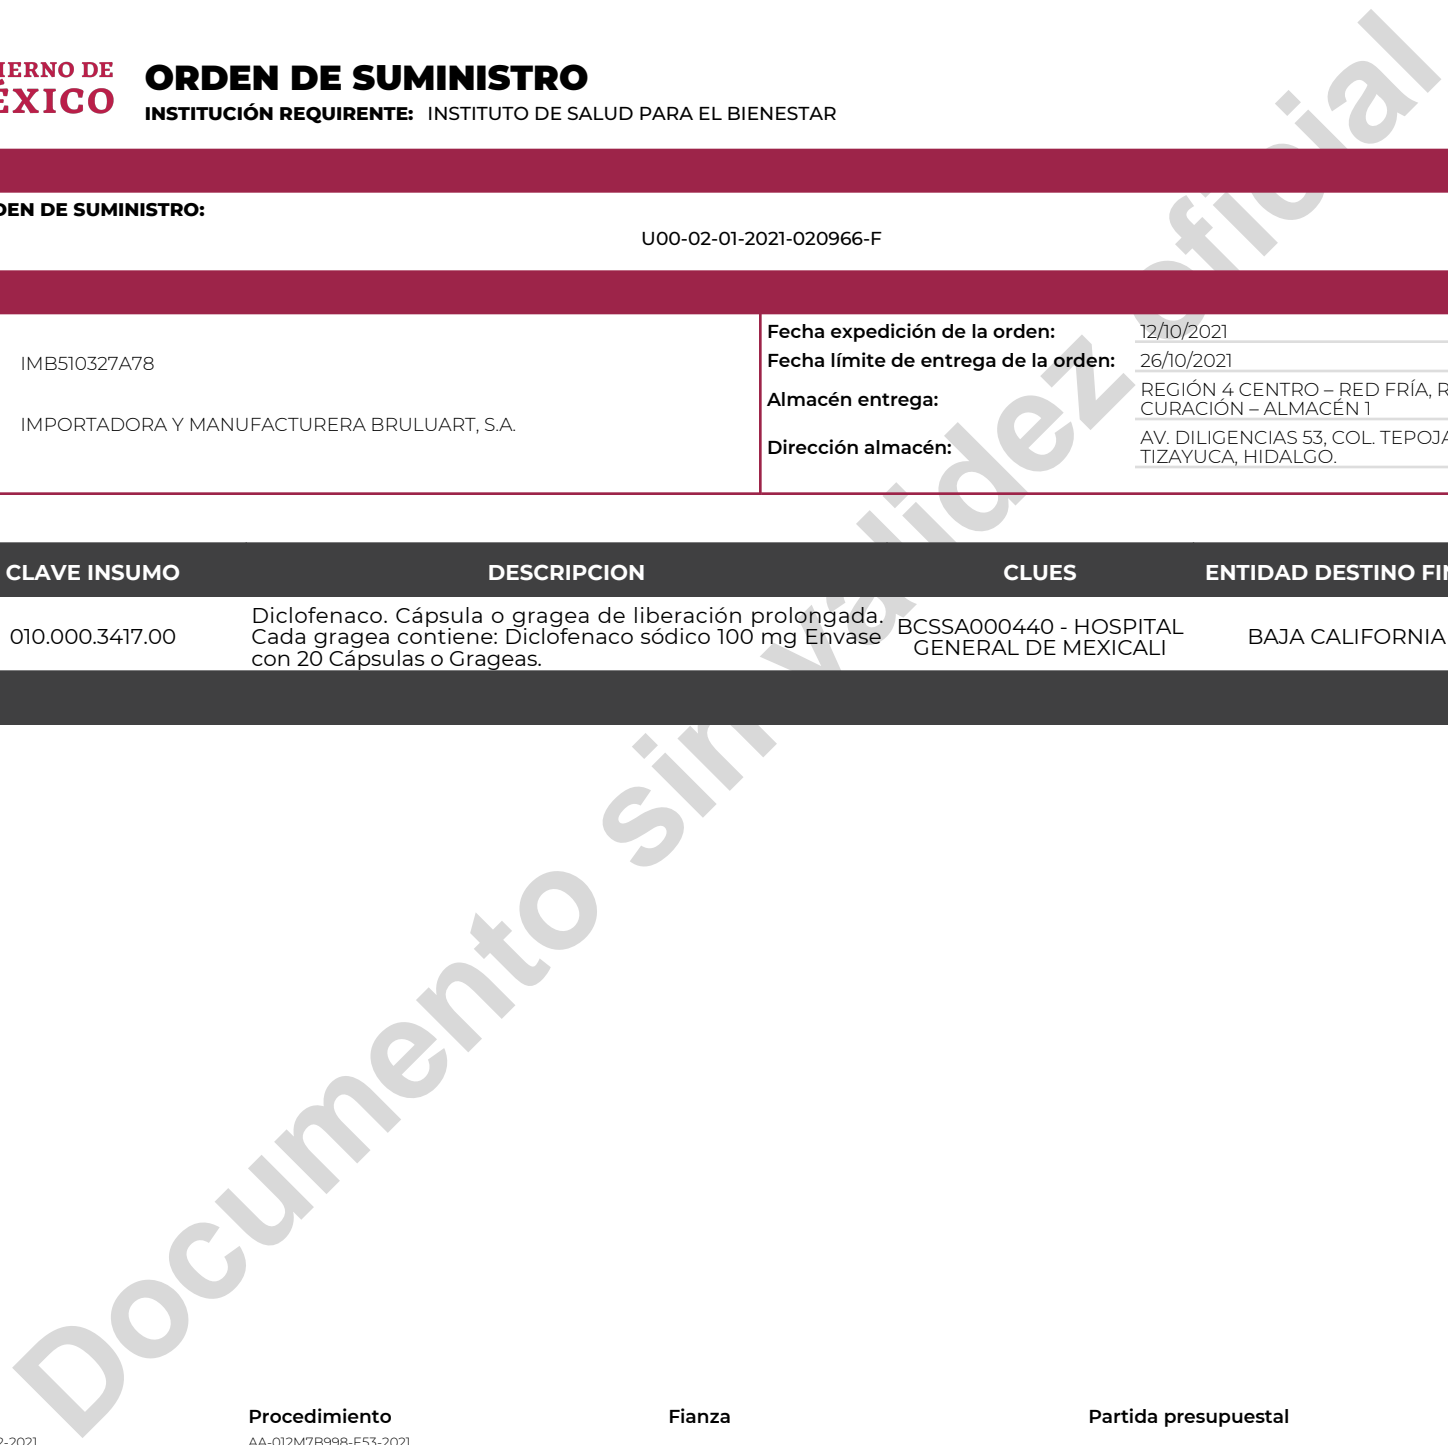 ORDEN DE SUMINISTRO
INSTITUCIÓN REQUIRENTE: INSTITUTO DE SALUD PARA EL BIENESTAR
DE
XICO
DE SUMINISTRO:
U00-02-01-2021-020966-F
IMB510327A78
IMPORTADORA Y MANUFACTURERA BRULUART, S.A.
Fecha expedición de la orden: 12/10/2021
Fecha límite de entrega de la orden: 26/10/2021
Almacén entrega: REGIÓN 4 CENTRO – RED FRÍA,
CURACIÓN – ALMACÉN 1
Dirección almacén: AV. DILIGENCIAS 53, COL.
TIZAYUCA, HIDALGO.
CLAVE INSUMO DESCRIPCION CLUES ENTIDAD DESTINO
010.000.3417.00
Diclofenaco. Cápsula o gragea de liberación prolongada.
Cada gragea contiene: Diclofenaco sódico 100 mg Envase
con 20 Cápsulas o Grageas.
BCSSA000440 - HOSPITAL
GENERAL DE MEXICALI
BAJA CALIFORNIA
Documento sin validez oficial
Procedimiento Fianza Partida presupuestal